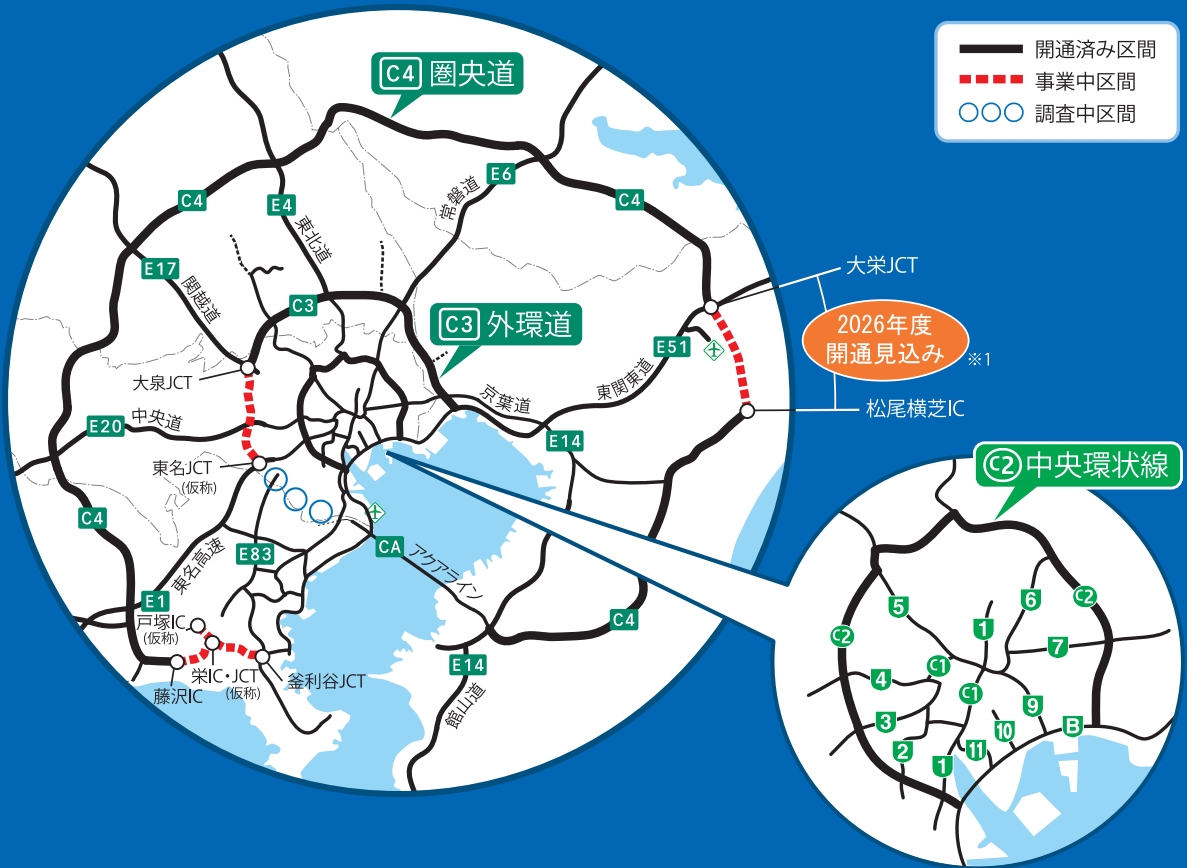 C4 圏央道
開通済み区間
事業中区間
調査中区間
E6
常磐道
C4
E4
東北道
C4
E17
関越道
C3
C3 外環道
大栄JCT
2026年度
開通見込み
※1
松尾横芝IC
E51
東関東道
大泉JCT
京葉道
中央道
E20
E14
東名JCT
(仮称)
C4
E83
東名高速
CA
アクアライン
E1
戸塚IC
(仮称)
栄IC・JCT
(仮称)
藤沢IC
釜利谷JCT
E14
館山道
C4
C2 中央環状線
5
6
C2
C2
1
7
C1
4
C1
3
9
10
B
2
11
1